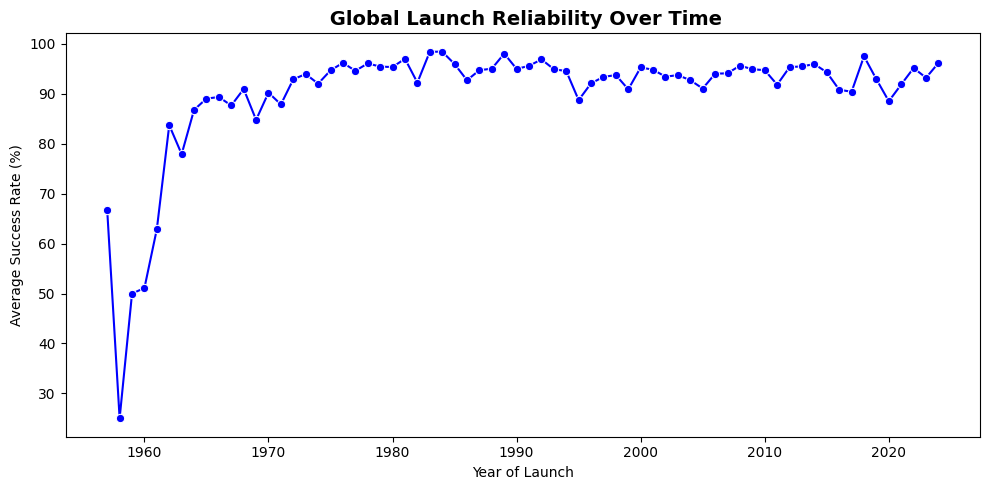 Global Launch Reliability Over Time
Average Success Rate (%)
100
90
80
70
60
50
40
30
1960 1970 1980 1990 2000 2010 2020
Year of Launch